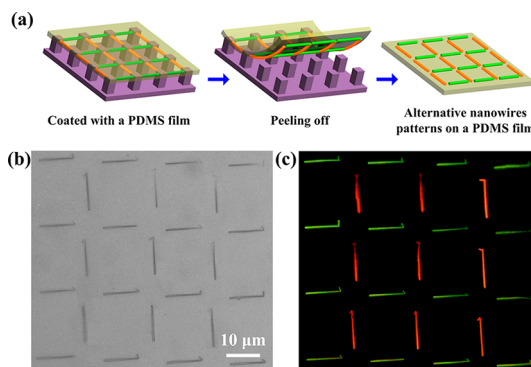 (a)
Coated with a PDMS film
Peeling off
Alternative nanowires
patterns on a PDMS film
(b)
(c)
10 μm